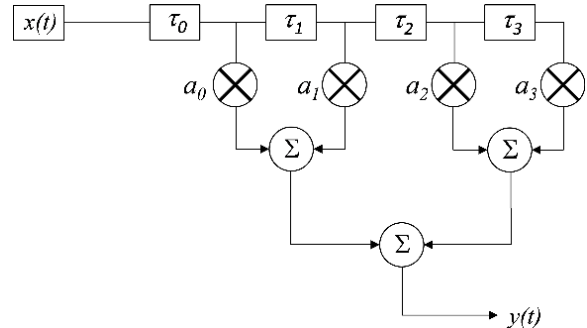 x(t) τ₀ τ₁ τ₂ τ₃
a₀ a₁ a₂ a₃
Σ Σ
Σ
y(t)